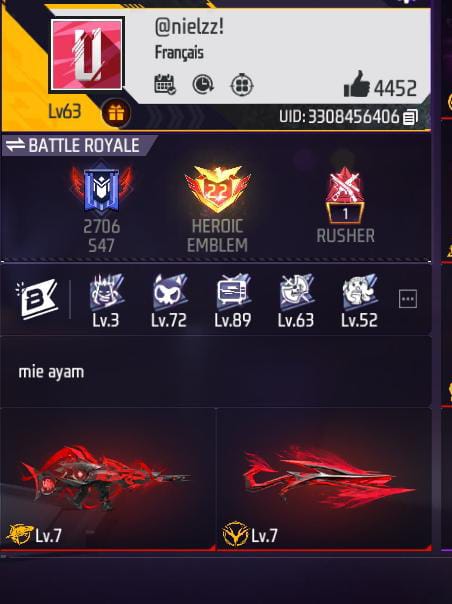 @nielzz!
Français
4452
Lv63
UID: 3308456406
BATTLE ROYALE
2706
S47
22
HEROIC
EMBLEM
1
RUSHER
Lv.3
Lv.72
Lv.89
Lv.63
Lv.52
mie ayam
Lv.7
Lv.7